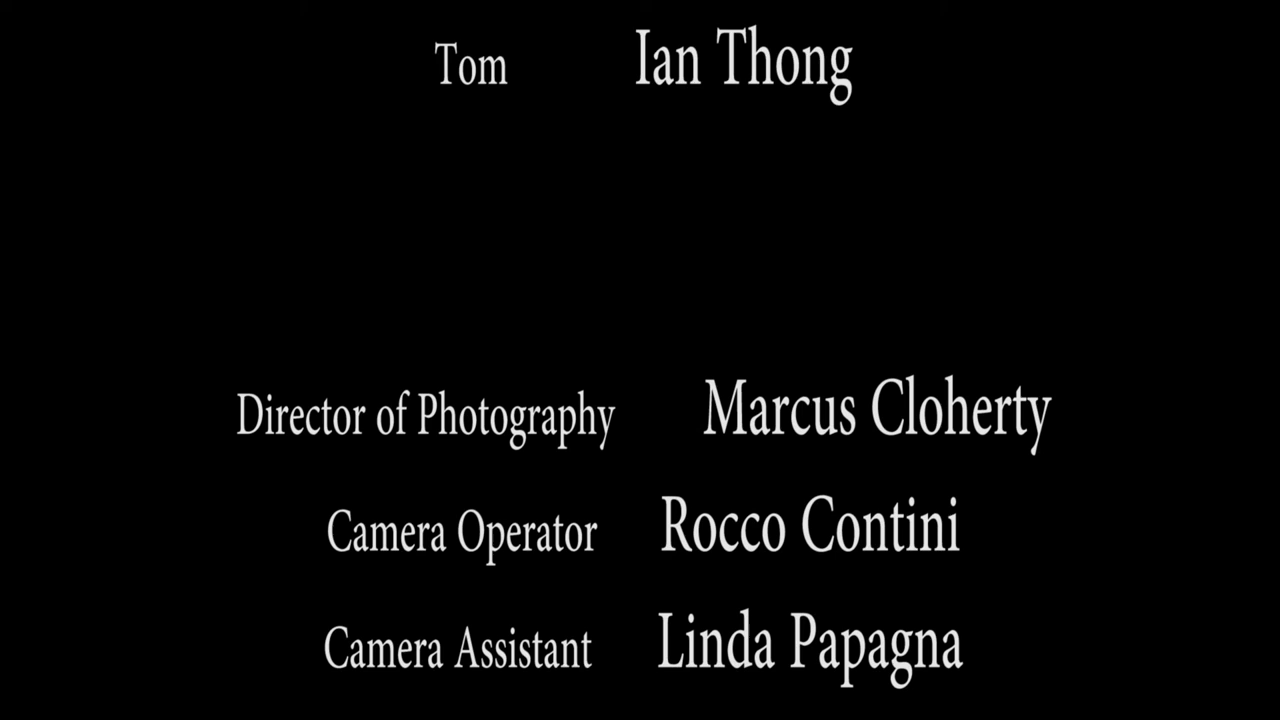 Tom Ian Thong
Director of Photography Marcus Cloherty
Camera Operator Rocco Contini
Camera Assistant Linda Papagna